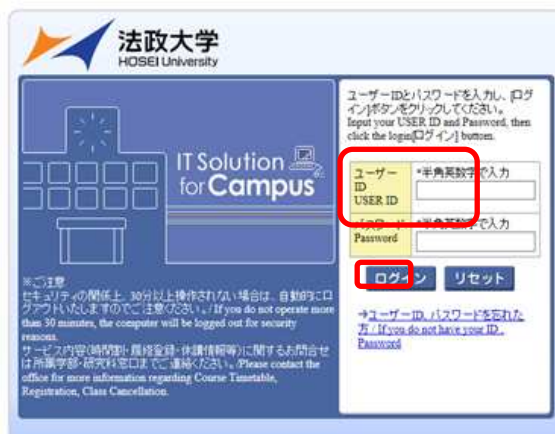 法政大学
HOSEI University
IT Solution
for Campus
※ご注意
セキュリティの関係上、30分以上操作されない場合は、自動的にロ
グアウトいたしますのでご注意ください。/If you do not operate more
than 30 minutes, the computer will be logged out for security
reasons.
サービス内容(時間割・履修登録・休講情報等)に関するお問合せ
は所属学部・研究科窓口までご連絡ください。/Please contact the
office for more information regarding Course Timetable,
Registration, Class Cancellation.
ユーザーIDとパスワードを入力し、[ログ
イン]ボタンをクリックしてください。
Input your USER ID and Password, then
click the login[ログイン] button.
ユーザー
ID
USER ID
*半角英数字で入力
パスワード
Password
*半角英数字で入力
ログイン
リセット
→ユーザーID、パスワードを忘れた
方 / If you do not have your ID、
Password